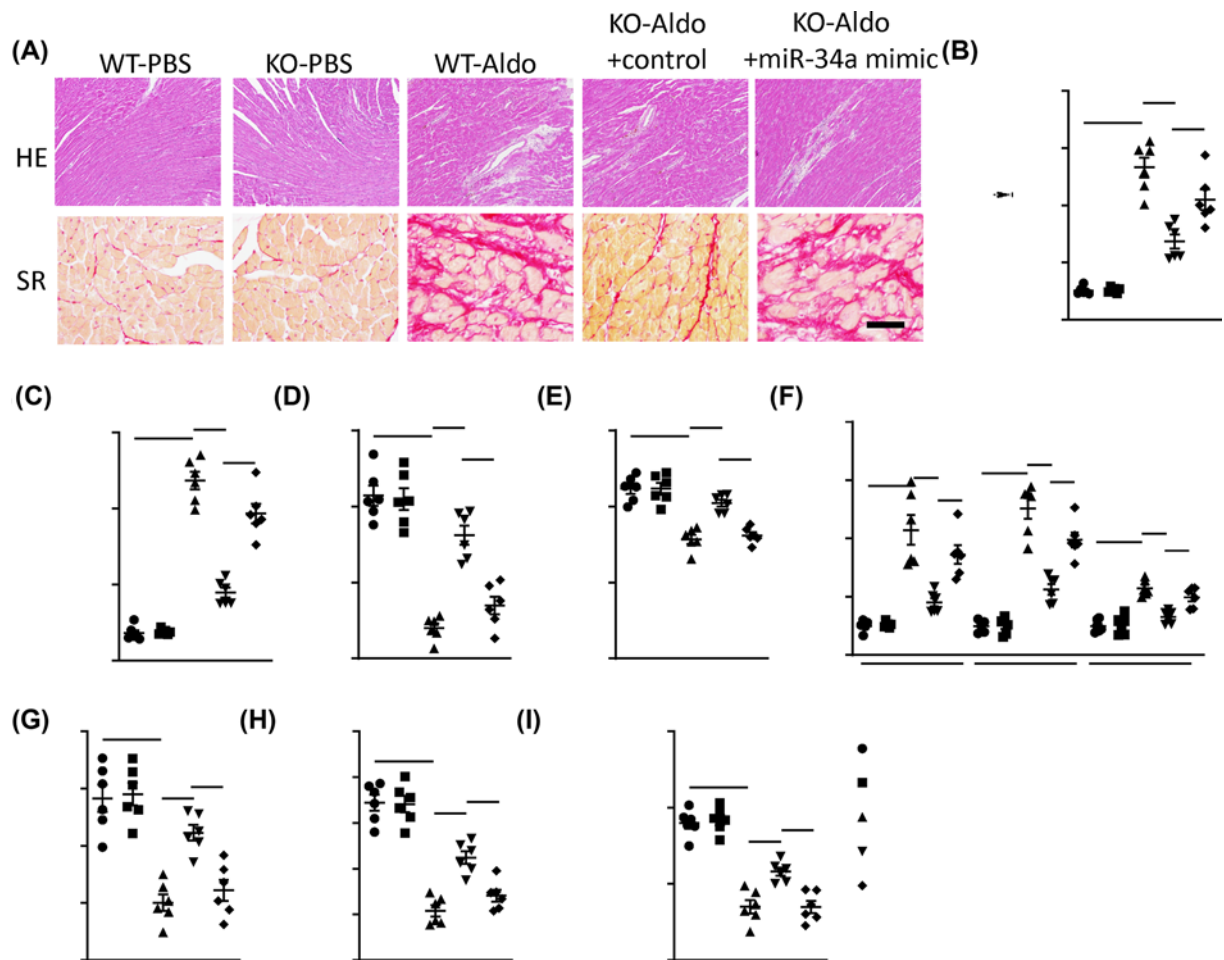 (A)
WT-PBS
KO-PBS
WT-Aldo
KO-Aldo
+control
KO-Aldo
+miR-34a mimic
HE
SR
(B)
(C)
(D)
(E)
(F)
(G)
(H)
(I)